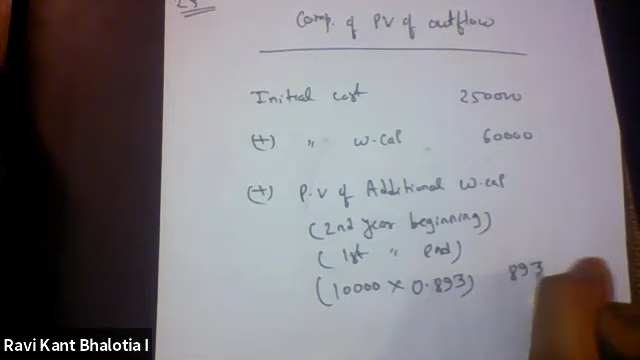 Comp. of PV of outflow
Initial cost 250000
(+) " w.cal 60000
(+) P.V of Additional w.cap
(2nd year beginning)
(1st " end)
(10000 × 0.893) 893
Ravi Kant Bhalotia I